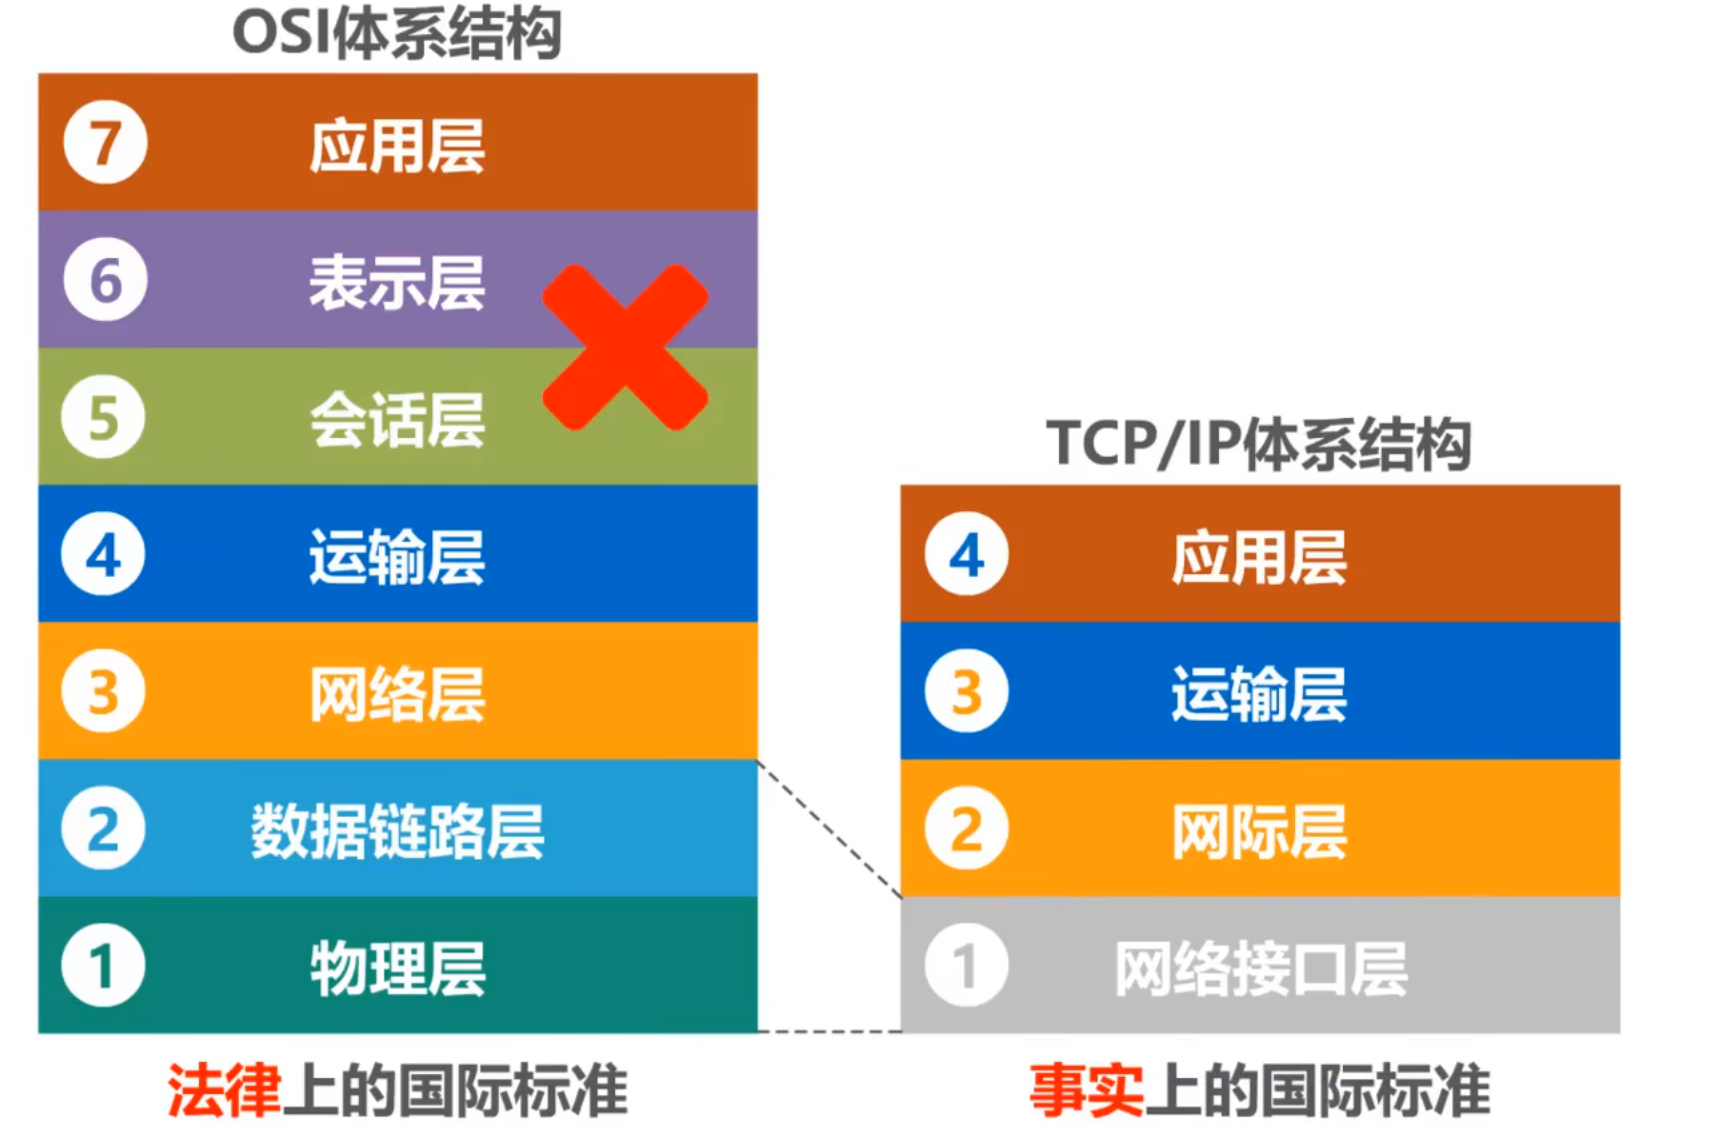 OSI体系结构
7 应用层
6 表示层
5 会话层
4 运输层
3 网络层
2 数据链路层
1 物理层
法律上的国际标准
TCP/IP体系结构
4 应用层
3 运输层
2 网际层
1 网络接口层
事实上的国际标准